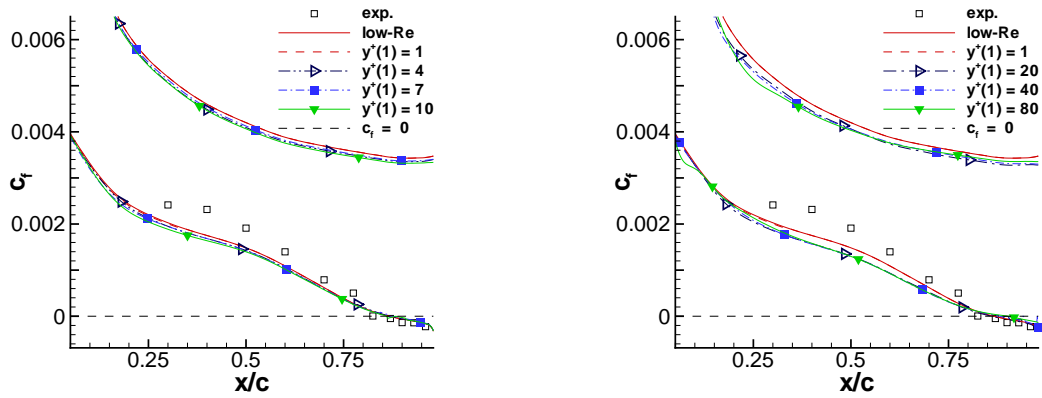 exp.
low-Re
y⁺(1) = 1
y⁺(1) = 4
y⁺(1) = 7
y⁺(1) = 10
c_f = 0
0.006
0.004
0.002
0
c_f
0.25
0.5
0.75
x/c
exp.
low-Re
y⁺(1) = 1
y⁺(1) = 20
y⁺(1) = 40
y⁺(1) = 80
c_f = 0
0.006
0.004
0.002
0
c_f
0.25
0.5
0.75
x/c